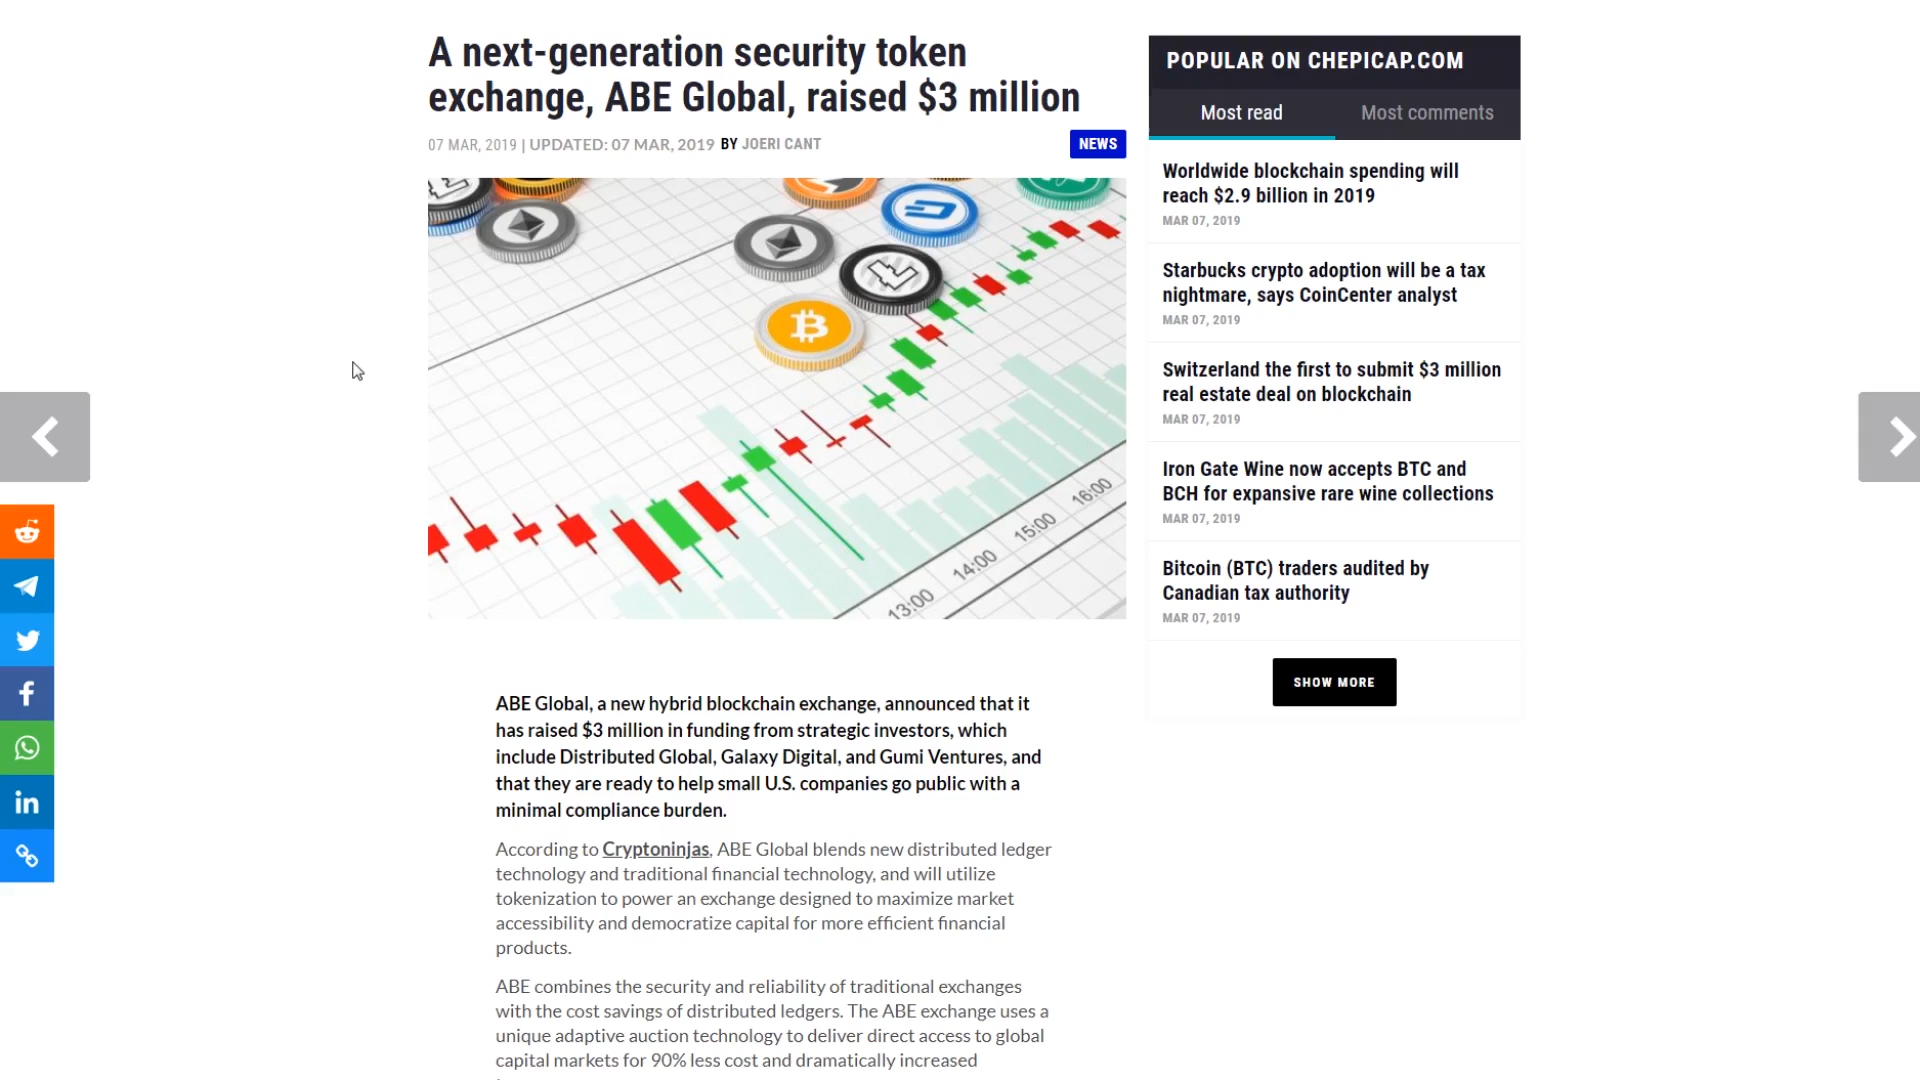 A next-generation security token
exchange, ABE Global, raised $3 million
07 MAR, 2019 | UPDATED: 07 MAR, 2019 BY JOERI CANT
NEWS
13:00
14:00
15:00
16:00
ABE Global, a new hybrid blockchain exchange, announced that it
has raised $3 million in funding from strategic investors, which
include Distributed Global, Galaxy Digital, and Gumi Ventures, and
that they are ready to help small U.S. companies go public with a
minimal compliance burden.
According to Cryptoninjas, ABE Global blends new distributed ledger
technology and traditional financial technology, and will utilize
tokenization to power an exchange designed to maximize market
accessibility and democratize capital for more efficient financial
products.
ABE combines the security and reliability of traditional exchanges
with the cost savings of distributed ledgers. The ABE exchange uses a
unique adaptive auction technology to deliver direct access to global
capital markets for 90% less cost and dramatically increased
POPULAR ON CHEPICAP.COM
Most read
Most comments
Worldwide blockchain spending will
reach $2.9 billion in 2019
MAR 07, 2019
Starbucks crypto adoption will be a tax
nightmare, says CoinCenter analyst
MAR 07, 2019
Switzerland the first to submit $3 million
real estate deal on blockchain
MAR 07, 2019
Iron Gate Wine now accepts BTC and
BCH for expansive rare wine collections
MAR 07, 2019
Bitcoin (BTC) traders audited by
Canadian tax authority
MAR 07, 2019
SHOW MORE